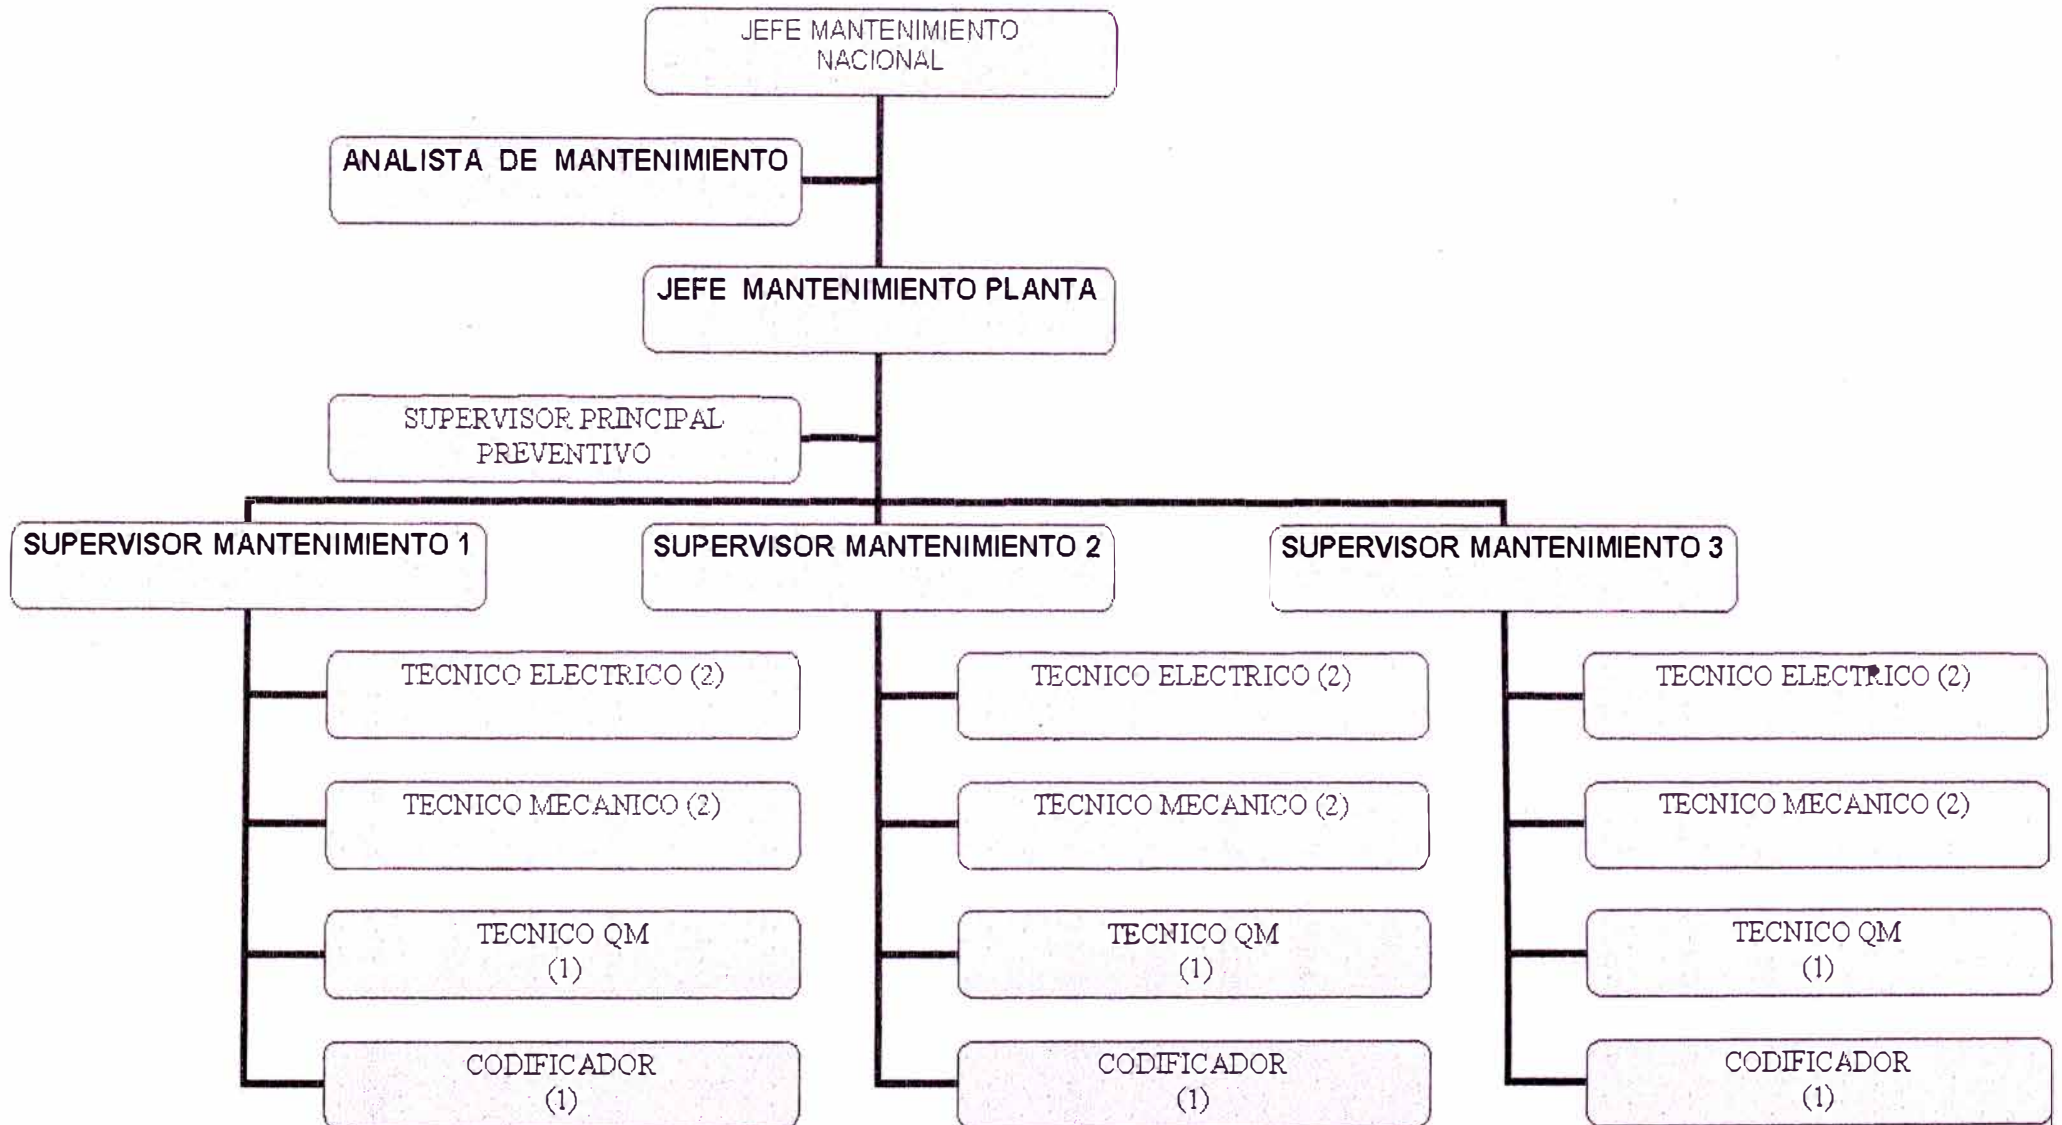 JEFE MANTENIMIENTO
NACIONAL
ANALISTA DE MANTENIMIENTO
JEFE MANTENIMIENTO PLANTA
SUPERVISOR PRINCIPAL
PREVENTIVO
SUPERVISOR MANTENIMIENTO 1
SUPERVISOR MANTENIMIENTO 2
SUPERVISOR MANTENIMIENTO 3
TECNICO ELECTRICO (2)
TECNICO ELECTRICO (2)
TECNICO ELECTRICO (2)
TECNICO MECANICO (2)
TECNICO MECANICO (2)
TECNICO MECANICO (2)
TECNICO QM
(1)
TECNICO QM
(1)
TECNICO QM
(1)
CODIFICADOR
(1)
CODIFICADOR
(1)
CODIFICADOR
(1)